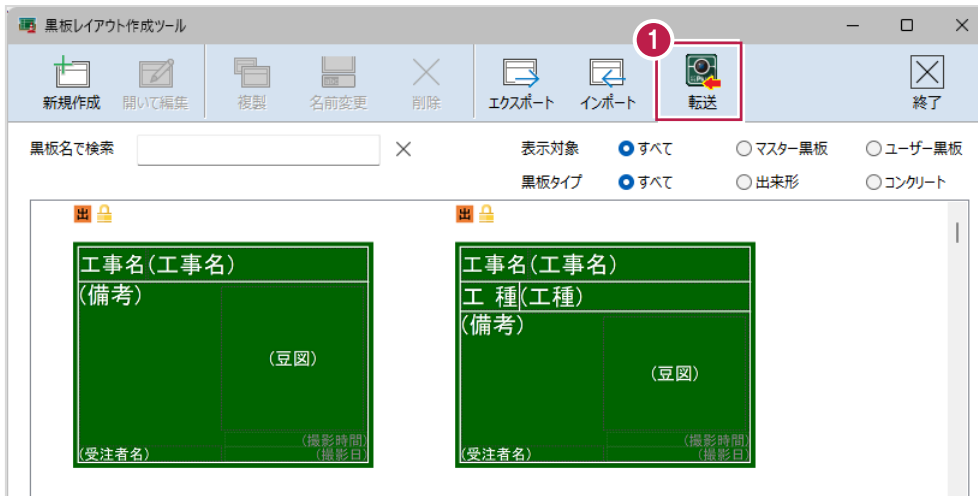 黒板レイアウト作成ツール
1
新規作成 開いて編集 複製 名前変更 削除 エクスポート インポート 転送 終了
黒板名で検索 表示対象 すべて マスター黒板 ユーザー黒板
黒板タイプ すべて 出来形 コンクリート
出 出
工事名(工事名)
(備考)
(豆図)
(撮影時間)
(受注者名) (撮影日)
工事名(工事名)
工 種(工種)
(備考)
(豆図)
(撮影時間)
(受注者名) (撮影日)